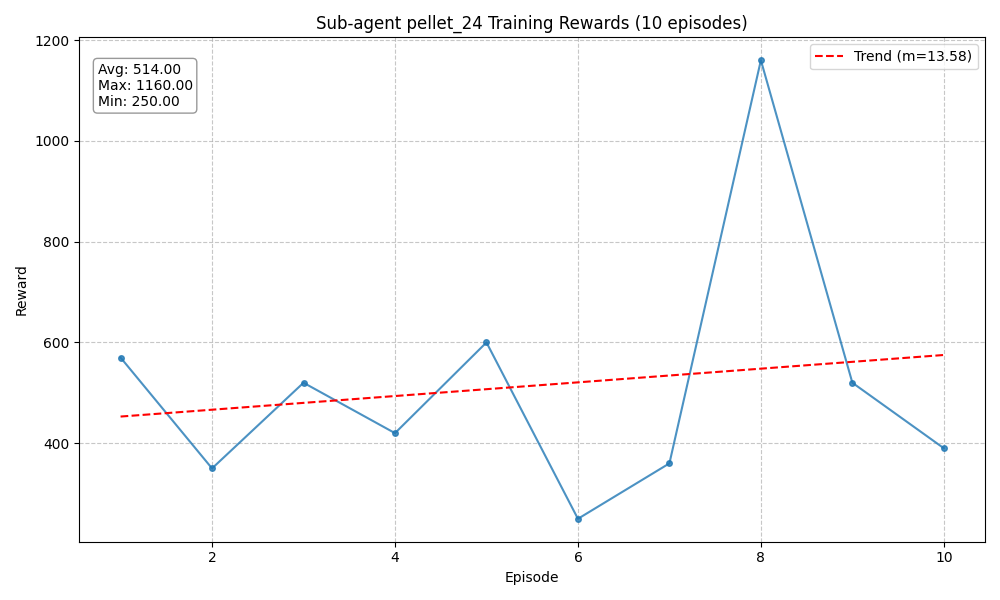 Sub-agent pellet_24 Training Rewards (10 episodes)
Avg: 514.00
Max: 1160.00
Min: 250.00
Trend (m=13.58)
1200
1000
800
600
400
Reward
2
4
6
8
10
Episode